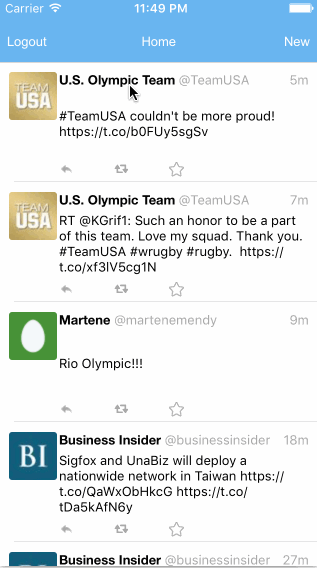 Carrier 11:49 PM
Logout Home New
TEAM
USA
U.S. Olympic Team @TeamUSA 5m
#TeamUSA couldn't be more proud!
https://t.co/b0FUy5sgSv
TEAM
USA
U.S. Olympic Team @TeamUSA 7m
RT @KGrif1: Such an honor to be a part
of this team. Love my squad. Thank you.
#TeamUSA #wrugby #rugby. https://
t.co/xf3lV5cg1N
Martene @martenemendy 9m
Rio Olympic!!!
BI
Business Insider @businessinsider 18m
Sigfox and UnaBiz will deploy a
nationwide network in Taiwan https://
t.co/QaWxObHkcG https://t.co/
tDa5kAfN6y
Business Insider @businessinsider 27m